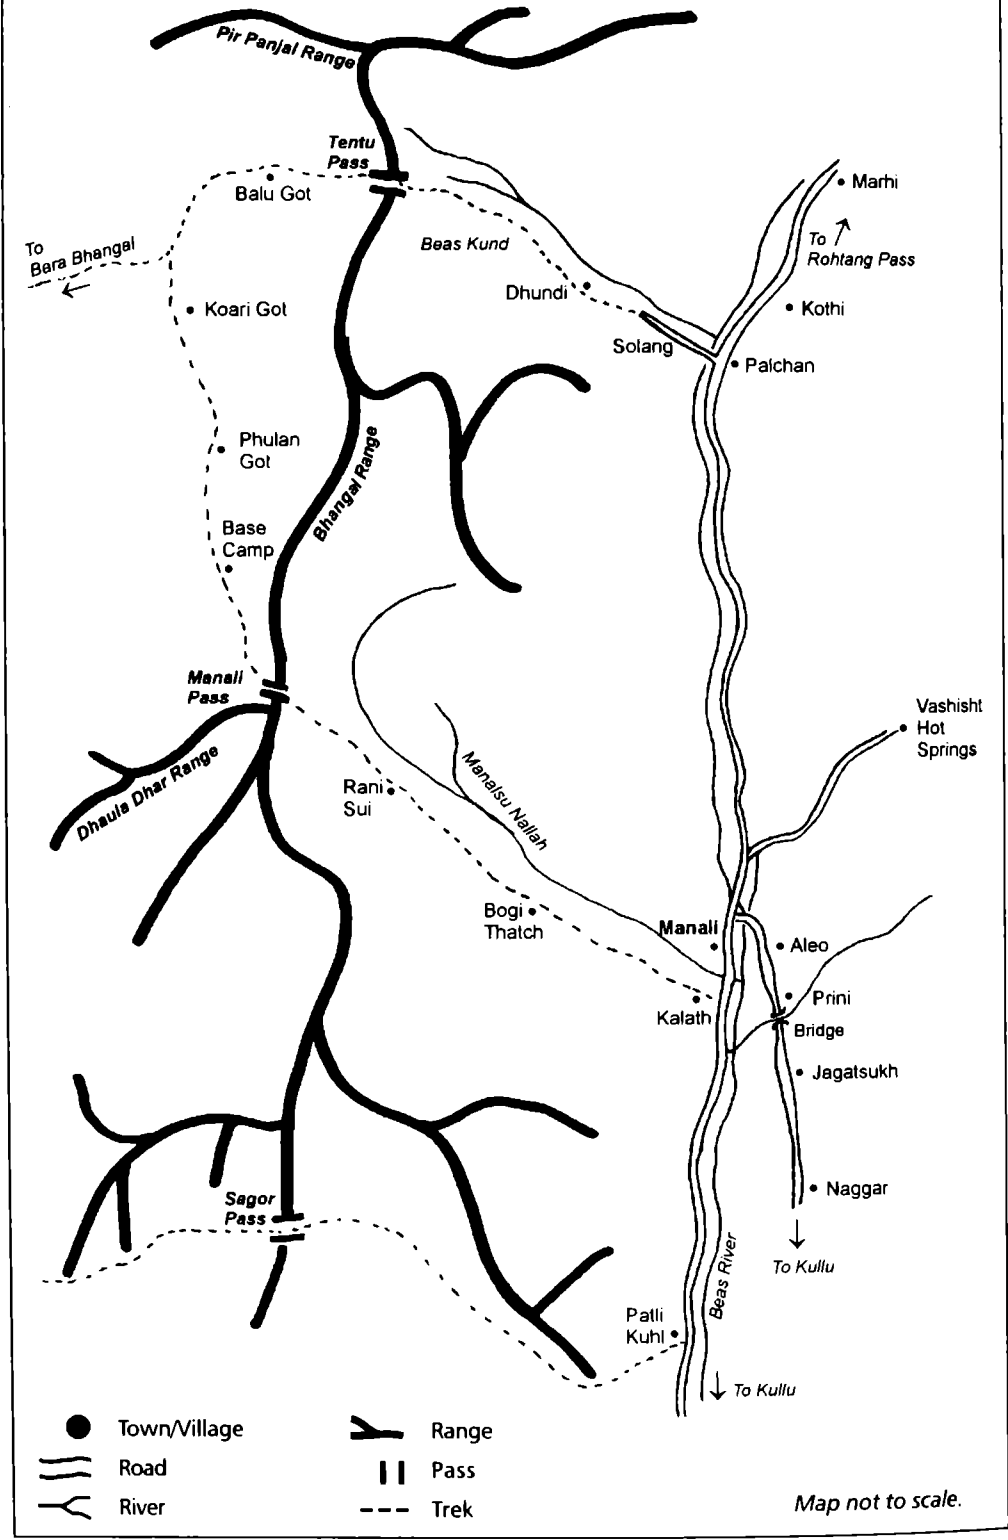 Pir Panjal Range
Tentu
Pass
Balu Got
Marhi
To
Rohtang Pass
To
Bara Bhangal
Beas Kund
Dhundi
Koari Got
Kothi
Solang
Palchan
Phulan
Got
Bhangal Range
Base
Camp
Manali
Pass
Vashisht
Hot
Springs
Dhaula Dhar Range
Rani
Sui
Manalsu Nallah
Bogi
Thatch
Manali
Aleo
Kalath
Prini
Bridge
Jagatsukh
Sagor
Pass
Naggar
To Kullu
Beas River
Patli
Kuhl
To Kullu
Town/Village
Range
Road
Pass
River
Trek
Map not to scale.